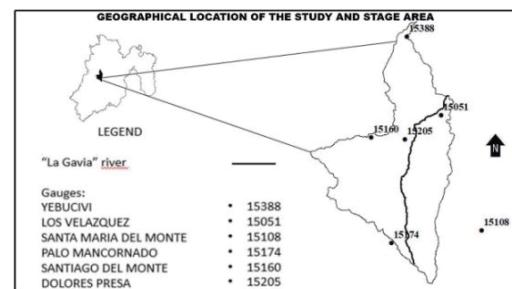 GEOGRAPHICAL LOCATION OF THE STUDY AND STAGE AREA
15388
15051
15160
15205
N
15108
15174
LEGEND
"La Gavia" river
Gauges:
YEBUCIVI • 15388
LOS VELAZQUEZ • 15051
SANTA MARIA DEL MONTE • 15108
PALO MANCORNADO • 15174
SANTIAGO DEL MONTE • 15160
DOLORES PRESA • 15205